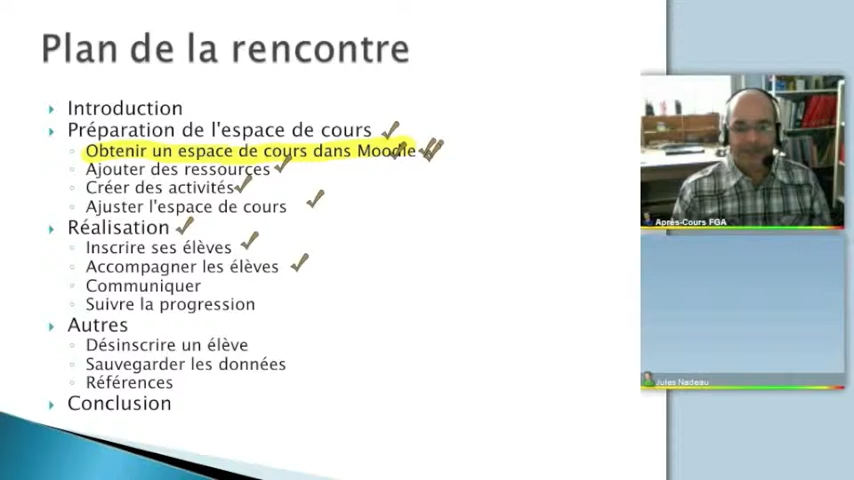 Plan de la rencontre
Introduction
Préparation de l'espace de cours
Obtenir un espace de cours dans Moodle
Ajouter des ressources
Créer des activités
Ajuster l'espace de cours
Réalisation
Inscrire ses élèves
Accompagner les élèves
Communiquer
Suivre la progression
Autres
Désinscrire un élève
Sauvegarder les données
Références
Conclusion
Après-Cours FGA
Jules Nadeau